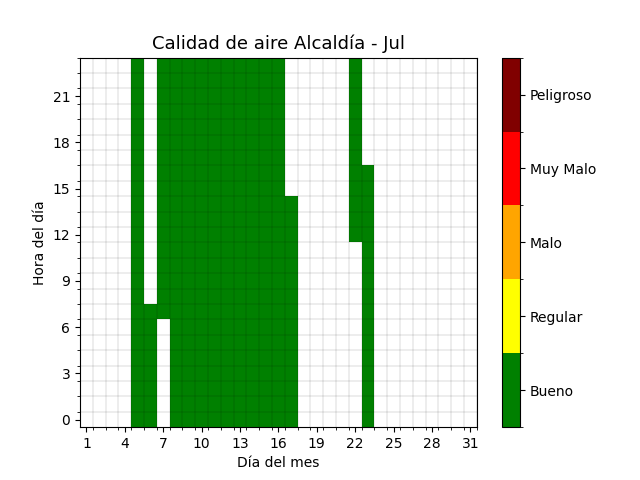 Calidad de aire Alcaldía - Jul
Hora del día
21
18
15
12
9
6
3
0
1 4 7 10 13 16 19 22 25 28 31
Día del mes
Peligroso
Muy Malo
Malo
Regular
Bueno